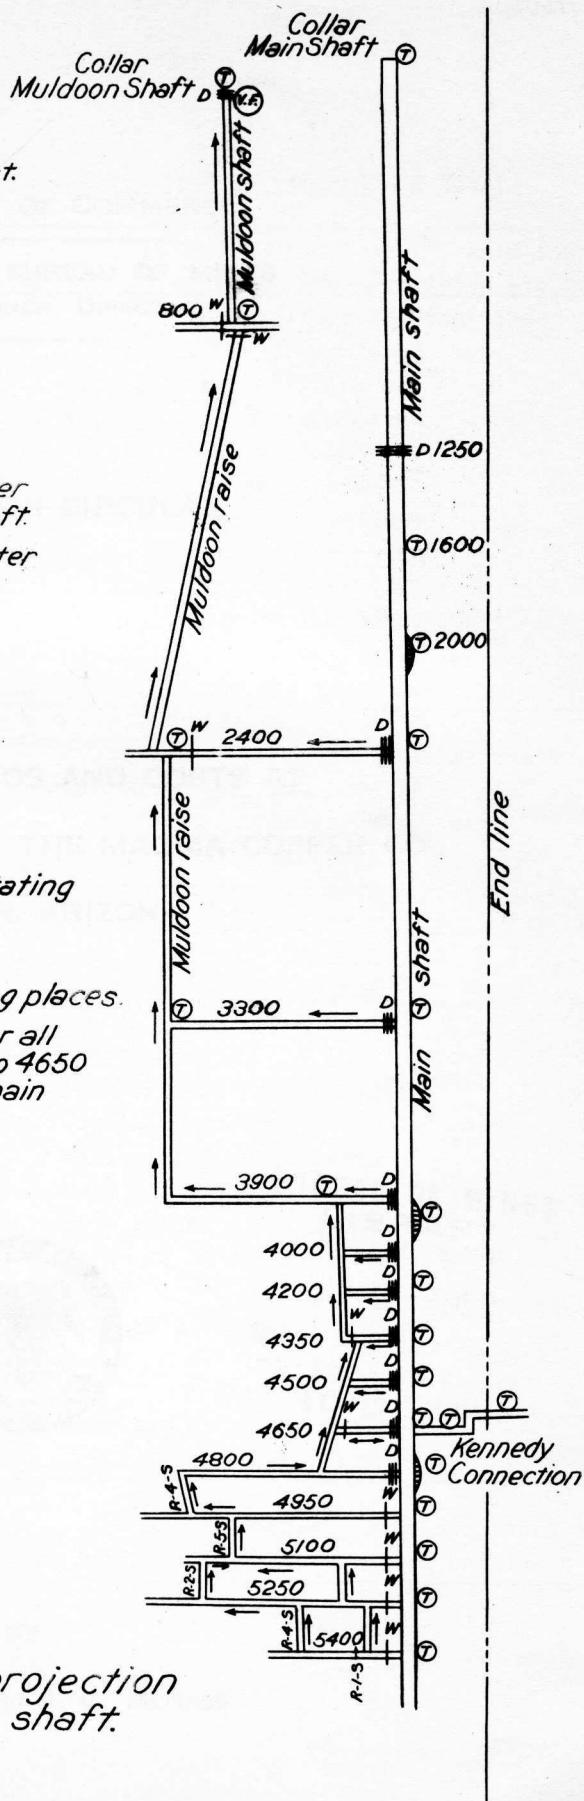 Collar
Main Shaft
T
Collar
Muldoon Shaft
T
D
V.F.
t.
Muldoon shaft
800
W
T
W
Main shaft
D 1250
er
ft.
ter
T 1600
Muldoon raise
T 2000
T
W
2400
D
T
Muldoon raise
End line
ating
g places.
r all
o 4650
ain
T
3300
D
T
Main shaft
3900
T
D
T
4000
D
4200
D
T
W
4350
D
T
4500
D
T
W
4650
D
T
T
T
Kennedy
Connection
4800
D
T
R-4-S
4950
W
T
R-5-S
5100
W
T
R-2-S
5250
W
T
R-4-S
5400
W
T
R-1-S
rojection
shaft.